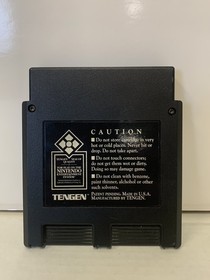 CAUTION
■ Do not store cartridge in very
hot or cold places. Never hit or
drop. Do not take apart.
■ Do not touch connectors;
do not get them wet or dirty.
Doing so may damage game.
■ Do not clean with benzene,
paint thinner, alchohol or other
such solvents.
PATENT PENDING. MADE IN U.S.A.
MANUFACTURED BY TENGEN.
NINTENDO
TENGEN